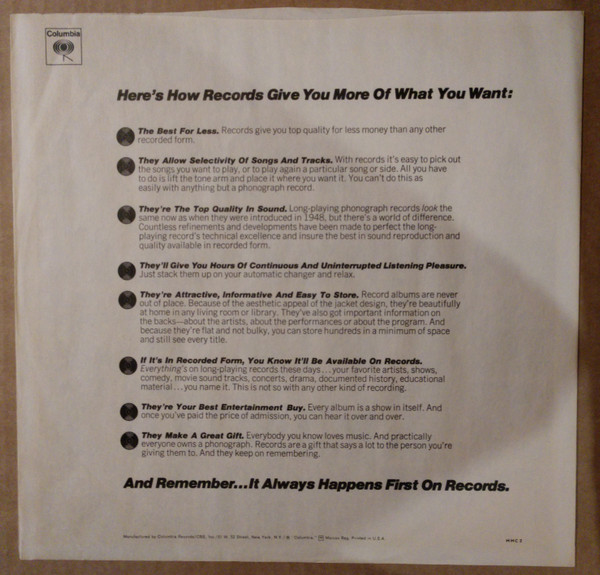 Columbia
Here's How Records Give You More Of What You Want:
The Best For Less. Records give you top quality for less money than any other
recorded form.
They Allow Selectivity Of Songs And Tracks. With records it's easy to pick out
the songs you want to play, or to play again a particular song or side. All you have
to do is lift the tone arm and place it where you want it. You can't do this as
easily with anything but a phonograph record.
They're The Top Quality In Sound. Long-playing phonograph records look the
same now as when they were introduced in 1948, but there's a world of difference.
Countless refinements and developments have been made to perfect the long-
playing record's technical excellence and insure the best in sound reproduction and
quality available in recorded form.
They'll Give You Hours Of Continuous And Uninterrupted Listening Pleasure.
Just stack them up on your automatic changer and relax.
They're Attractive, Informative And Easy To Store. Record albums are never
out of place. Because of the aesthetic appeal of the jacket design, they're beautifully
at home in any living room or library. They've also got important information on
the backs—about the artists, about the performances or about the program. And
because they're flat and not bulky, you can store hundreds in a minimum of space
and still see every title.
If It's In Recorded Form, You Know It'll Be Available On Records.
Everything's on long-playing records these days...your favorite artists, shows,
comedy, movie sound tracks, concerts, drama, documented history, educational
material...you name it. This is not so with any other kind of recording.
They're Your Best Entertainment Buy. Every album is a show in itself. And
once you've paid the price of admission, you can hear it over and over.
They Make A Great Gift. Everybody you know loves music. And practically
everyone owns a phonograph. Records are a gift that says a lot to the person you're
giving them to. And they keep on remembering.
And Remember...It Always Happens First On Records.
Manufactured by Columbia Records/CBS, Inc./51 W. 52 Street, New York, N.Y./® "Columbia," Marcas Reg. Printed in U.S.A.